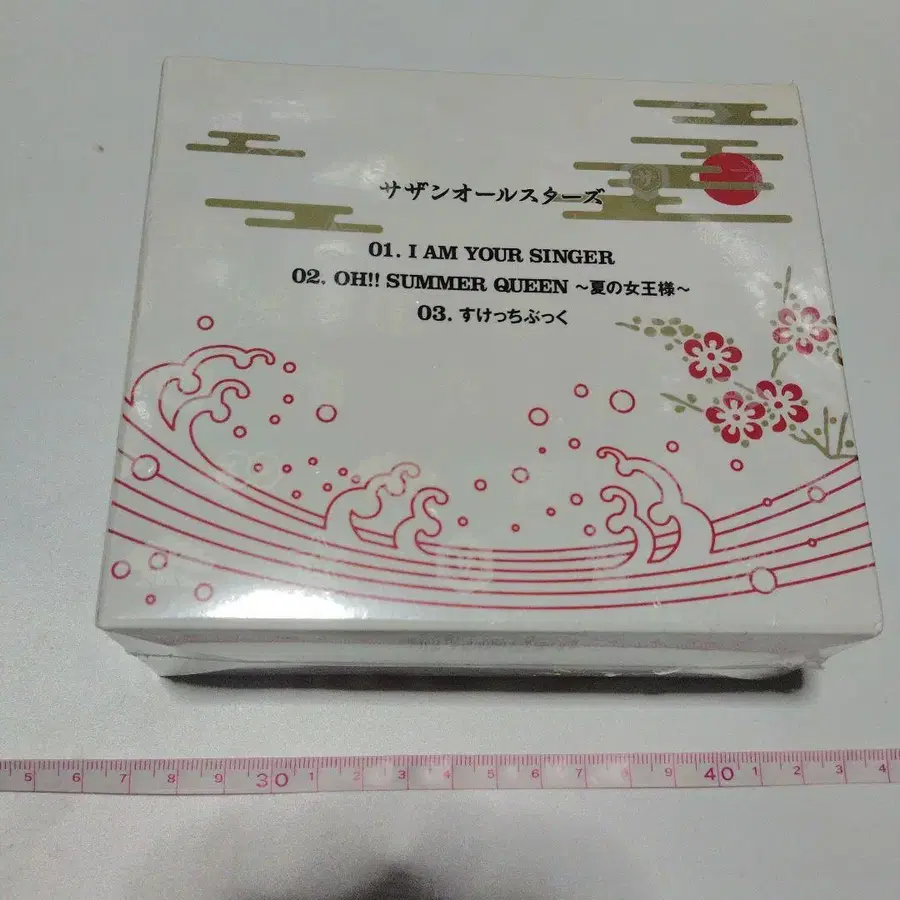 サザンオールスターズ
01. I AM YOUR SINGER
02. OH!! SUMMER QUEEN ～夏の女王様～
03. すけっちぶっく
5 6 7 8 9 30 1 2 3 4 5 6 7 8 9 40 1 2 3 4